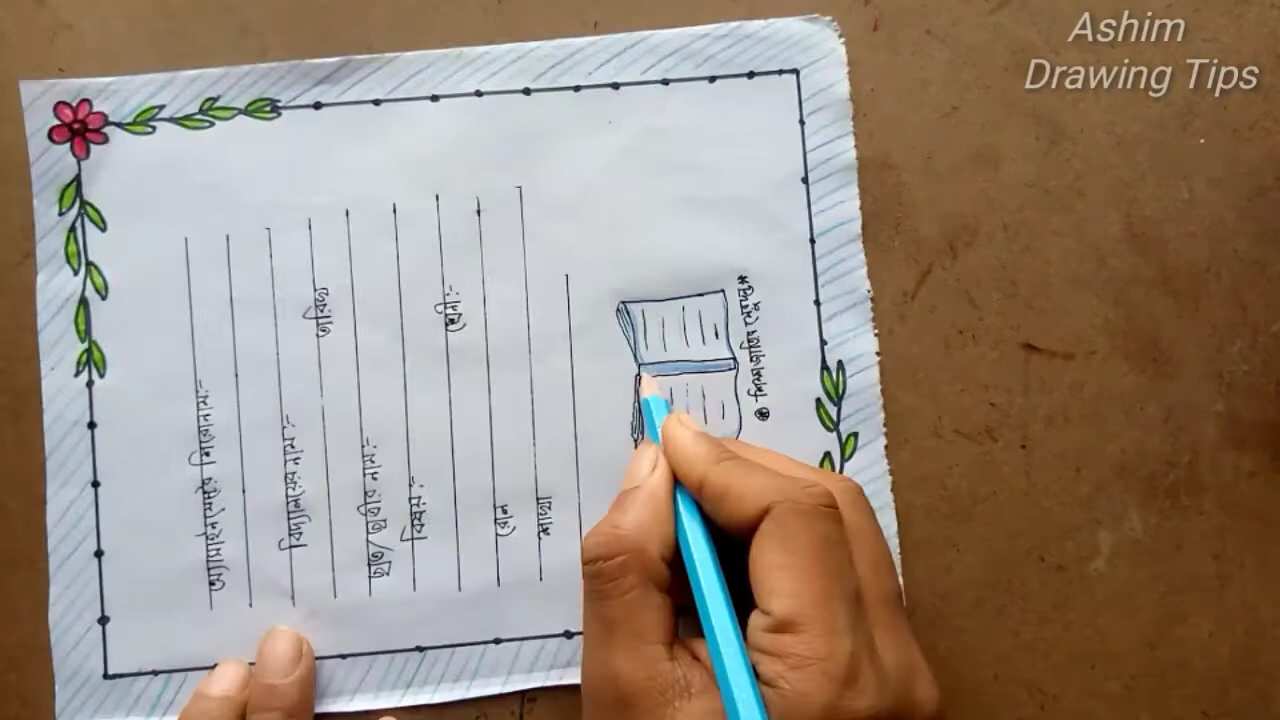 Ashim
Drawing Tips
অ্যাসাইনমেন্টের শিরোনাম:-
বিদ্যালয়ের নাম:-
তারিখ
ছাত্র/ছাত্রীর নাম:-
বিষয়:-
শ্রেনী:-
রোল
শাখা